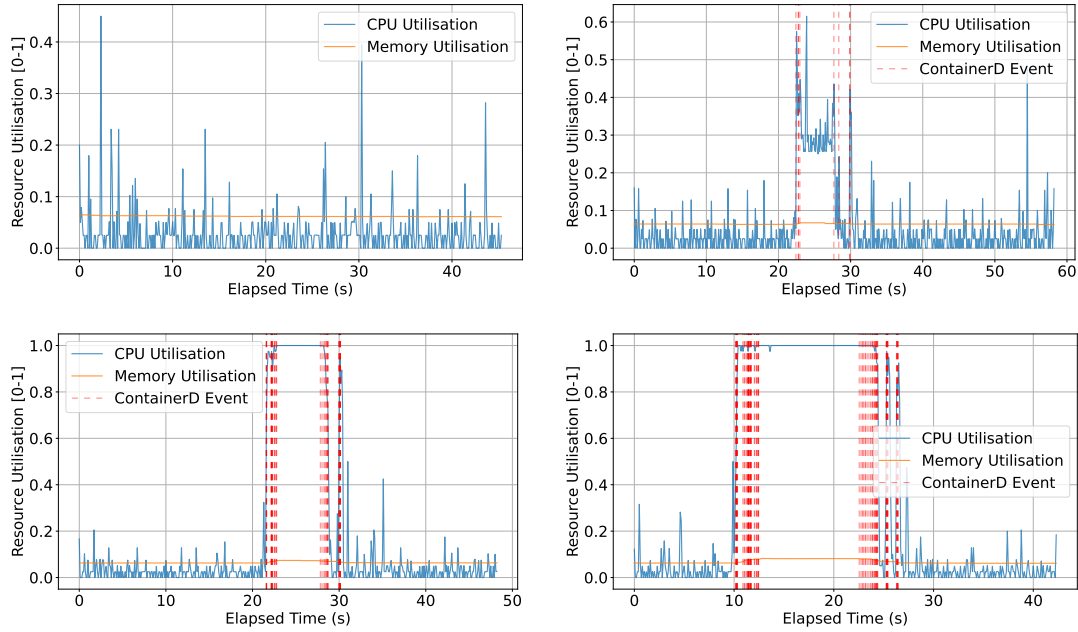 Resource Utilisation [0-1]
0.4
0.3
0.2
0.1
0.0
CPU Utilisation
Memory Utilisation
0
10
20
30
40
Elapsed Time (s)
Resource Utilisation [0-1]
0.6
0.5
0.4
0.3
0.2
0.1
0.0
CPU Utilisation
Memory Utilisation
ContainerD Event
0
10
20
30
40
50
60
Elapsed Time (s)
Resource Utilisation [0-1]
1.0
0.8
0.6
0.4
0.2
0.0
CPU Utilisation
Memory Utilisation
ContainerD Event
0
10
20
30
40
50
Elapsed Time (s)
Resource Utilisation [0-1]
1.0
0.8
0.6
0.4
0.2
0.0
CPU Utilisation
Memory Utilisation
ContainerD Event
0
10
20
30
40
Elapsed Time (s)